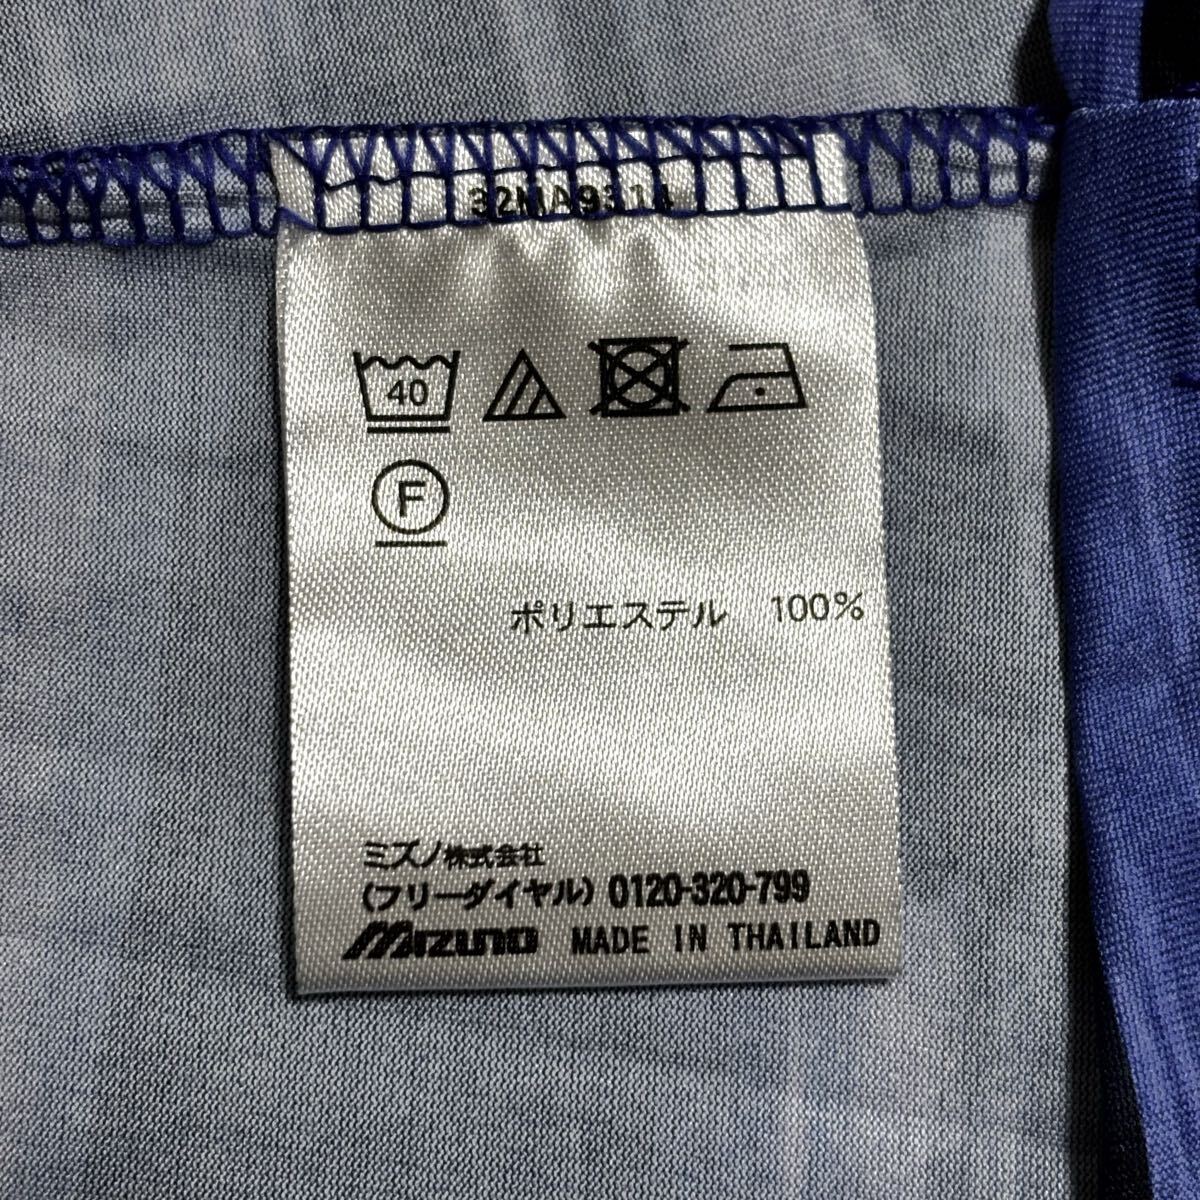 32MA9314
40
F
ポリエステル 100%
ミズノ株式会社
(フリーダイヤル) 0120-320-799
Mizuno MADE IN THAILAND